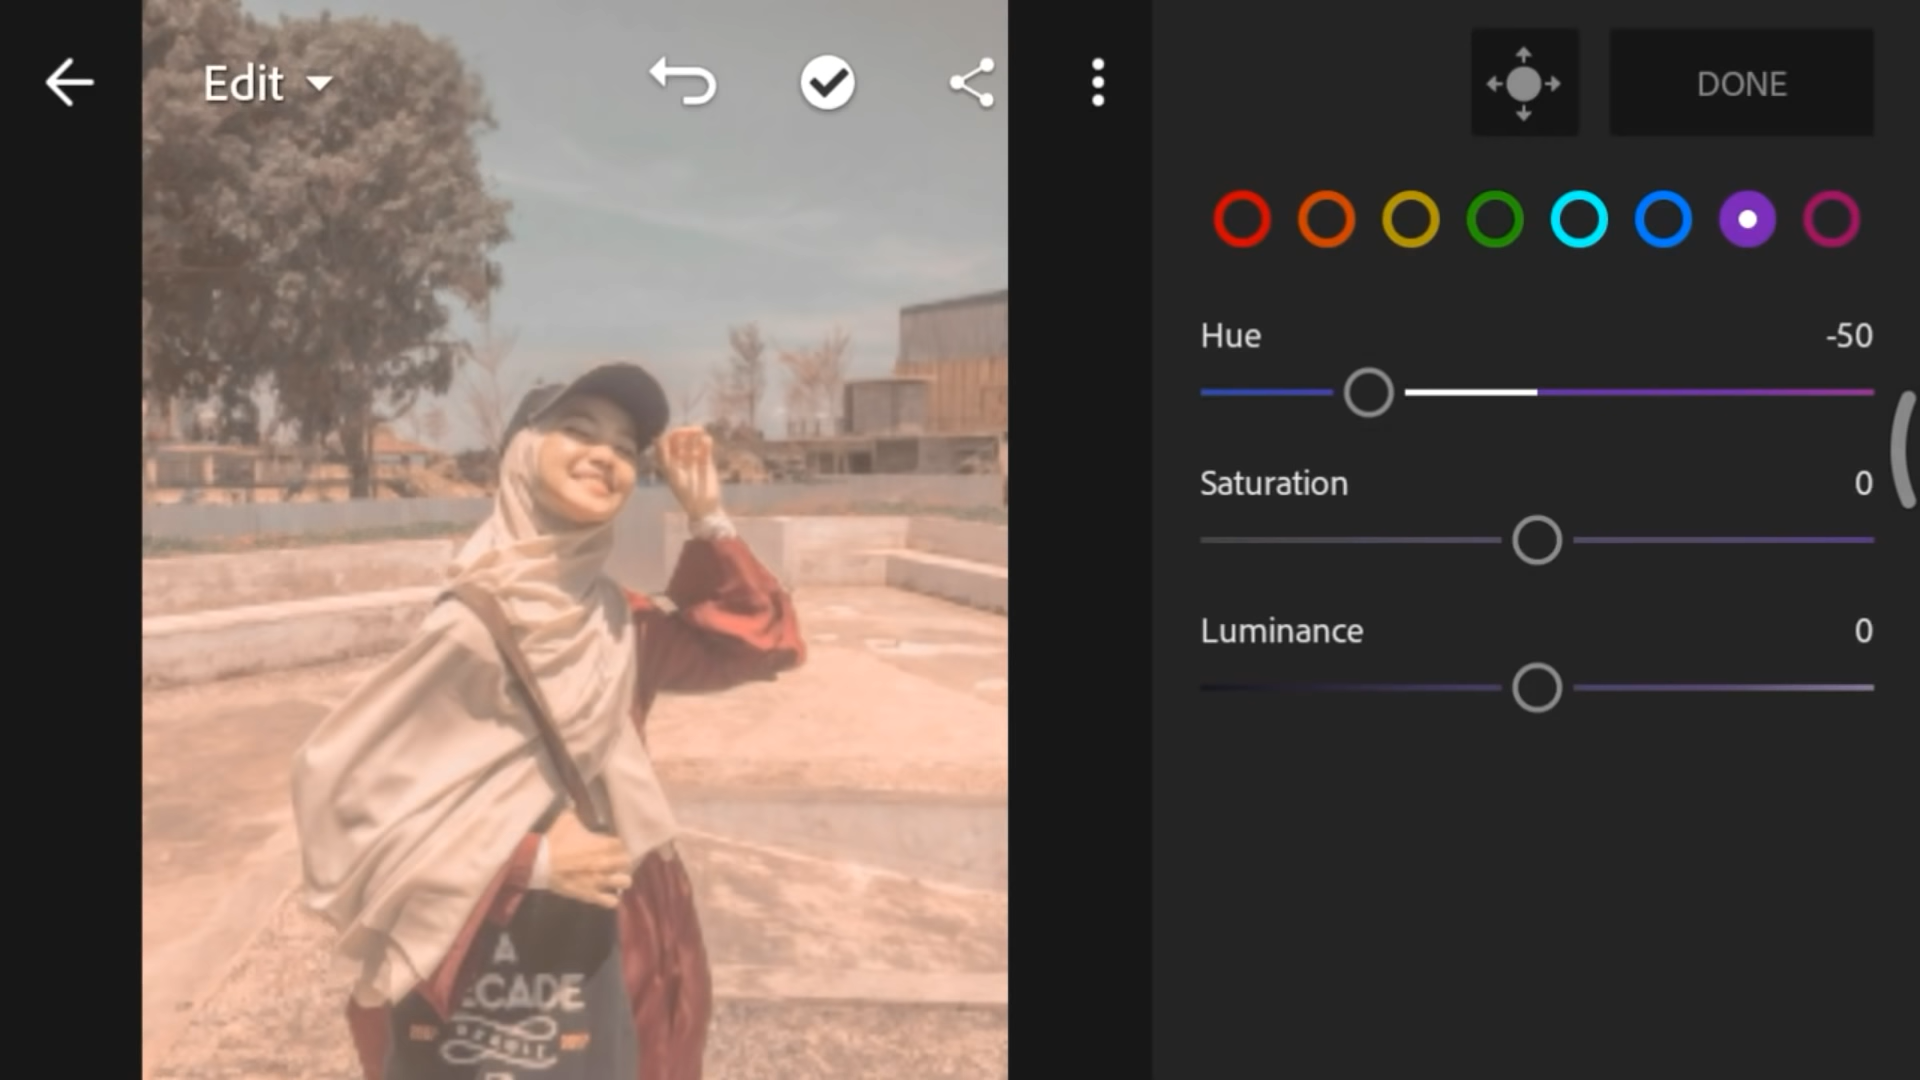 Edit
DONE
Hue -50
Saturation 0
Luminance 0
A
ECADE